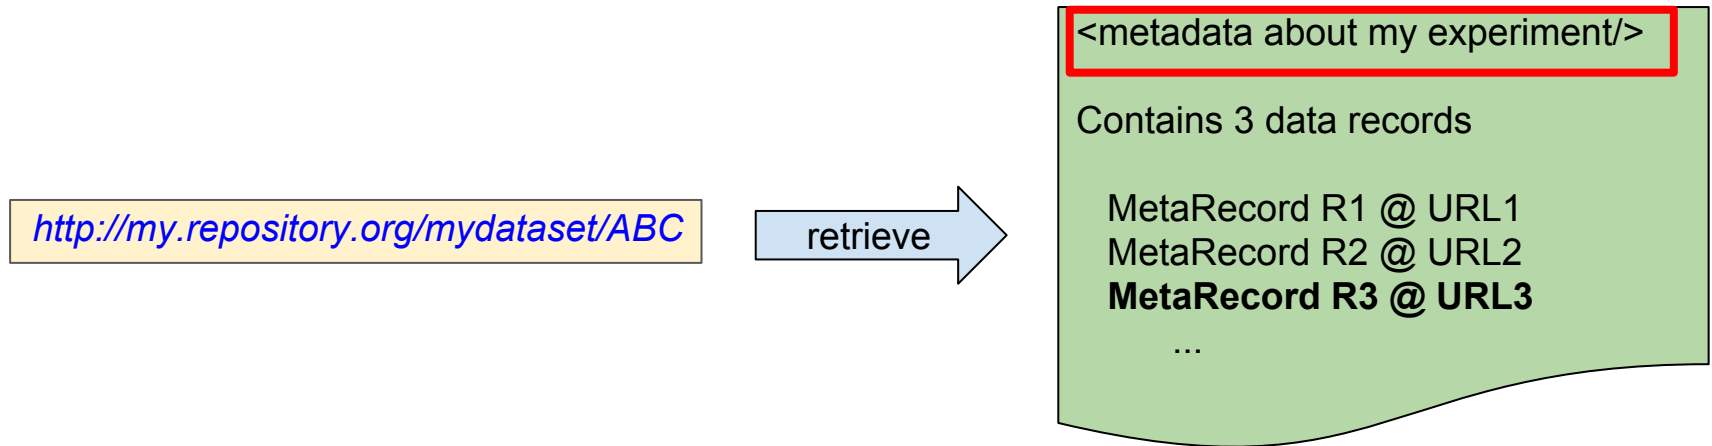 http://my.repository.org/mydataset/ABC
retrieve
<metadata about my experiment/>
Contains 3 data records
MetaRecord R1 @ URL1
MetaRecord R2 @ URL2
MetaRecord R3 @ URL3
...